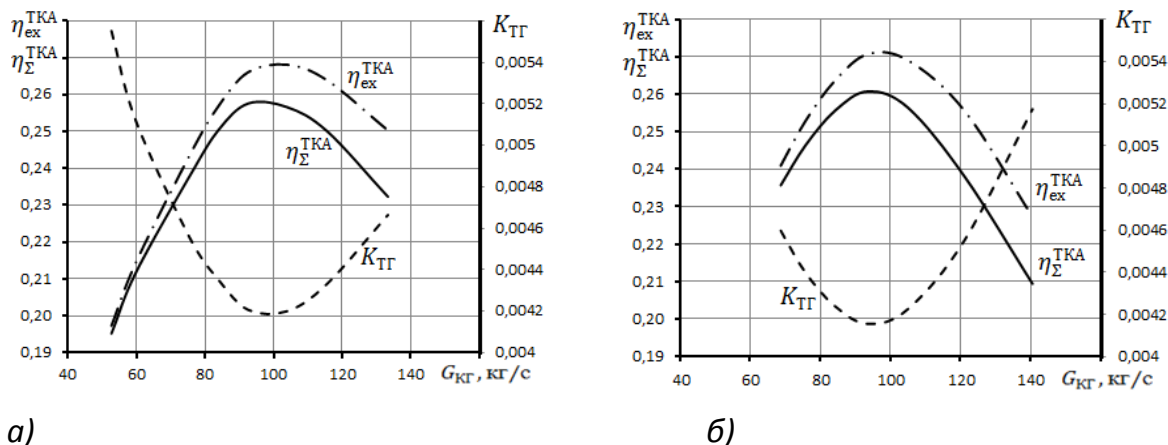 η_ex^ТКА
η_Σ^ТКА
K_ТГ
0,26
0,25
0,24
0,23
0,22
0,21
0,20
0,19
0,0054
0,0052
0,005
0,0048
0,0046
0,0044
0,0042
0,004
η_ex^ТКА
η_Σ^ТКА
K_ТГ
40 60 80 100 120 140 G_КГ, кг/с
а)
η_ex^ТКА
η_Σ^ТКА
K_ТГ
0,26
0,25
0,24
0,23
0,22
0,21
0,20
0,19
0,0054
0,0052
0,005
0,0048
0,0046
0,0044
0,0042
0,004
η_ex^ТКА
η_Σ^ТКА
K_ТГ
40 60 80 100 120 140 G_КГ, кг/с
б)